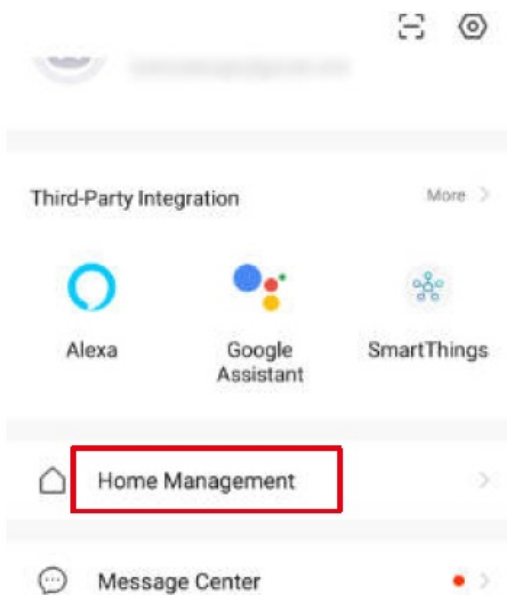 Third-Party Integration
More
Alexa
Google
Assistant
SmartThings
Home Management
Message Center